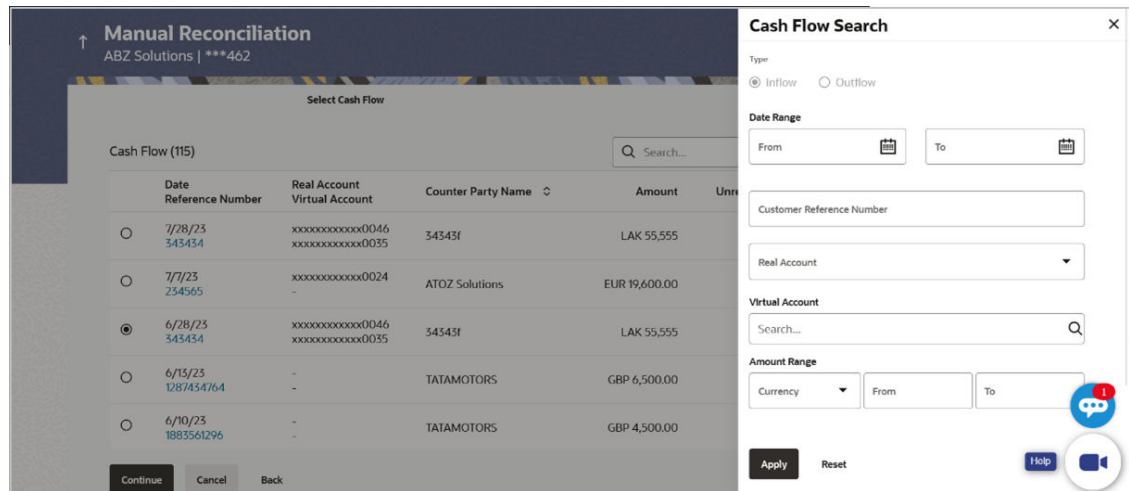 Manual Reconciliation
ABZ Solutions | ***462
Select Cash Flow
Cash Flow (115)
Search...
Date
Reference Number
Real Account
Virtual Account
Counter Party Name
Amount
Unre
7/28/23
343434
xxxxxxxxxxxx0046
xxxxxxxxxxxx0035
34343f
LAK 55,555
7/7/23
234565
xxxxxxxxxxxx0024
-
ATOZ Solutions
EUR 19,600.00
6/28/23
343434
xxxxxxxxxxxx0046
xxxxxxxxxxxx0035
34343f
LAK 55,555
6/13/23
1287434764
-
-
TATAMOTORS
GBP 6,500.00
6/10/23
1883561296
-
-
TATAMOTORS
GBP 4,500.00
Continue Cancel Back
Cash Flow Search
Type
Inflow Outflow
Date Range
From To
Customer Reference Number
Real Account
Virtual Account
Search...
Amount Range
Currency From To
1
Apply Reset
Help